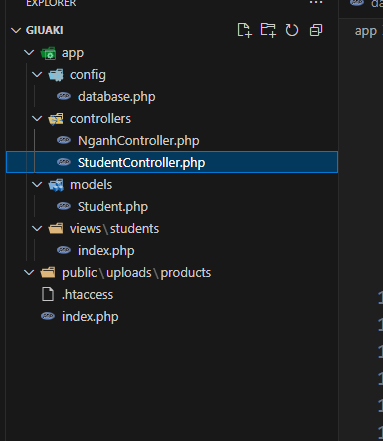 EXPLORER
da
GIUAKI
app
app
config
database.php
controllers
NganhController.php
StudentController.php
models
Student.php
views\students
index.php
public\uploads\products
.htaccess
index.php
1
1
1
1
1
1